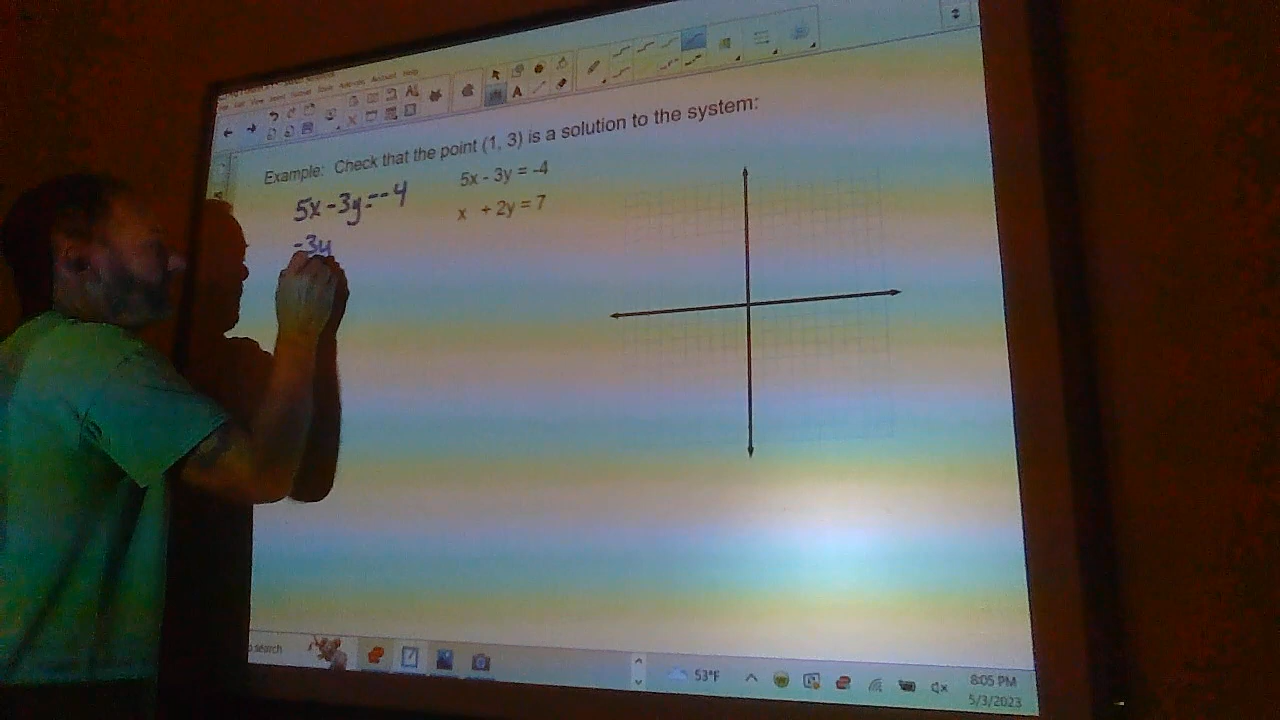 Example: Check that the point (1, 3) is a solution to the system:
5x - 3y = -4
x + 2y = 7
5x - 3y = -4
-3y
search
53°F
8:05 PM
5/3/2023